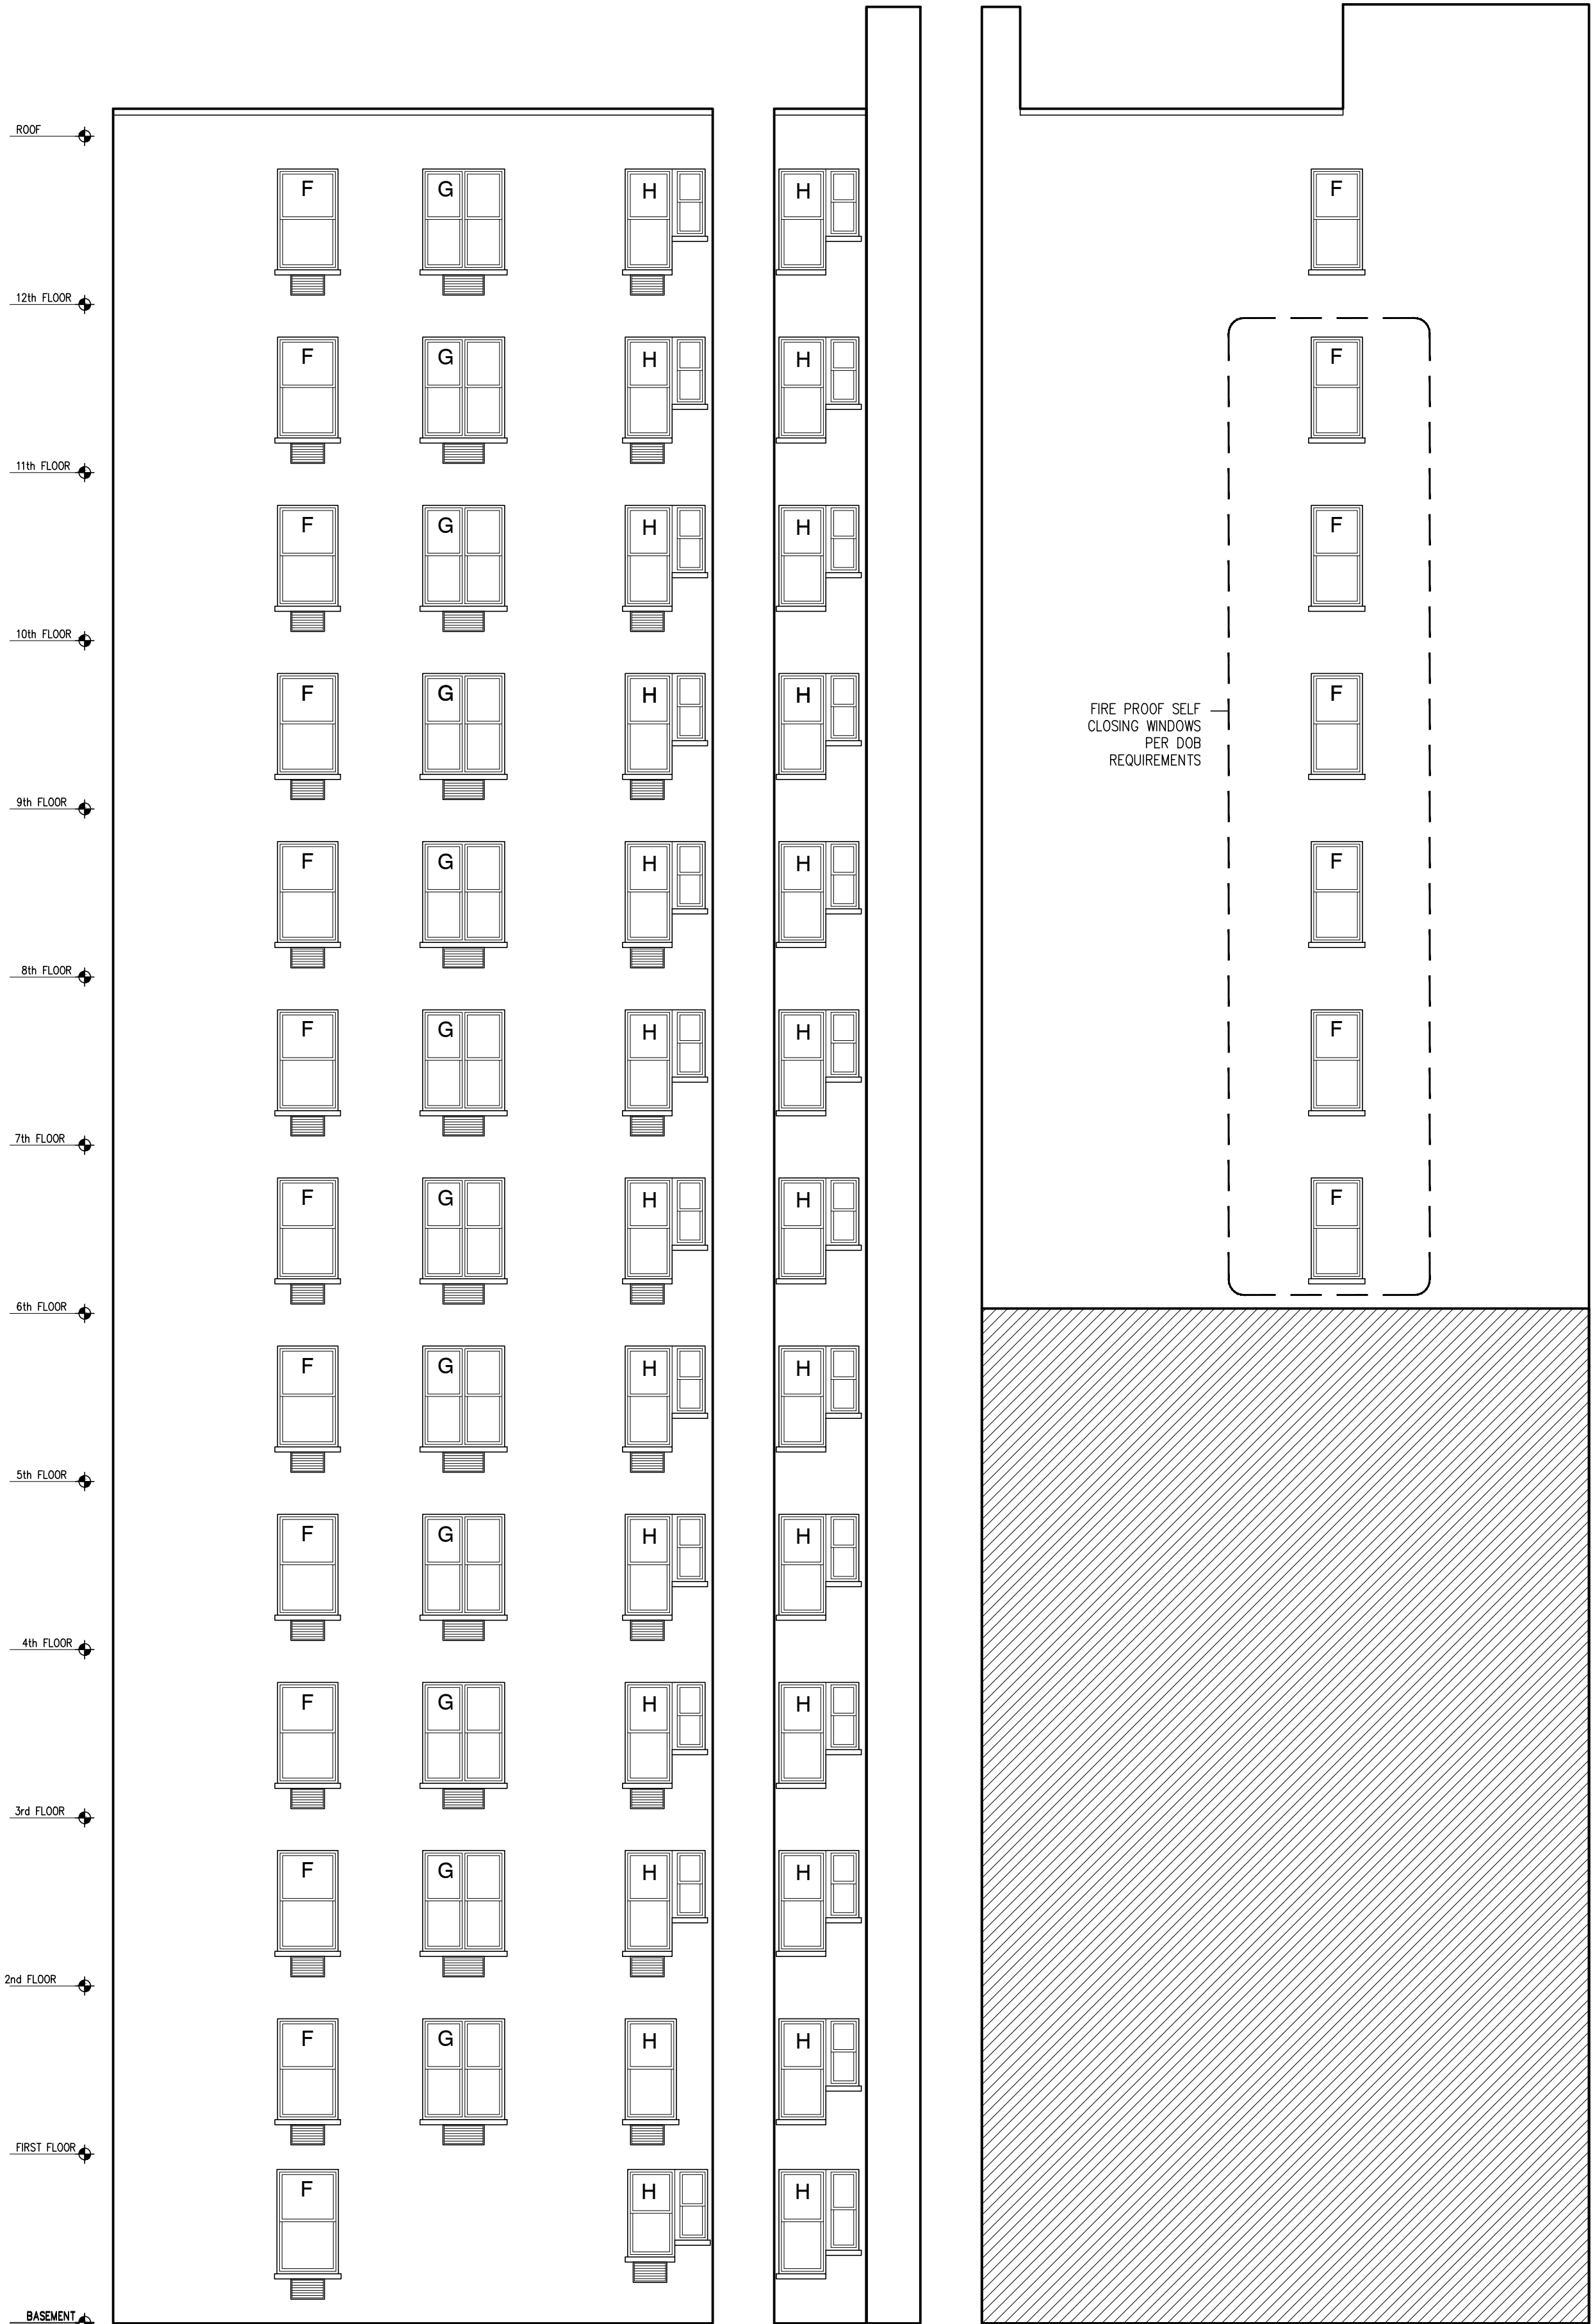 ROOF
F G H H F
12th FLOOR
F G H H F
11th FLOOR
F G H H F
10th FLOOR
F G H H F
FIRE PROOF SELF
CLOSING WINDOWS
PER DOB
REQUIREMENTS
9th FLOOR
F G H H F
8th FLOOR
F G H H F
7th FLOOR
F G H H F
6th FLOOR
F G H H
5th FLOOR
F G H H
4th FLOOR
F G H H
3rd FLOOR
F G H H
2nd FLOOR
F G H H
FIRST FLOOR
F H H
BASEMENT